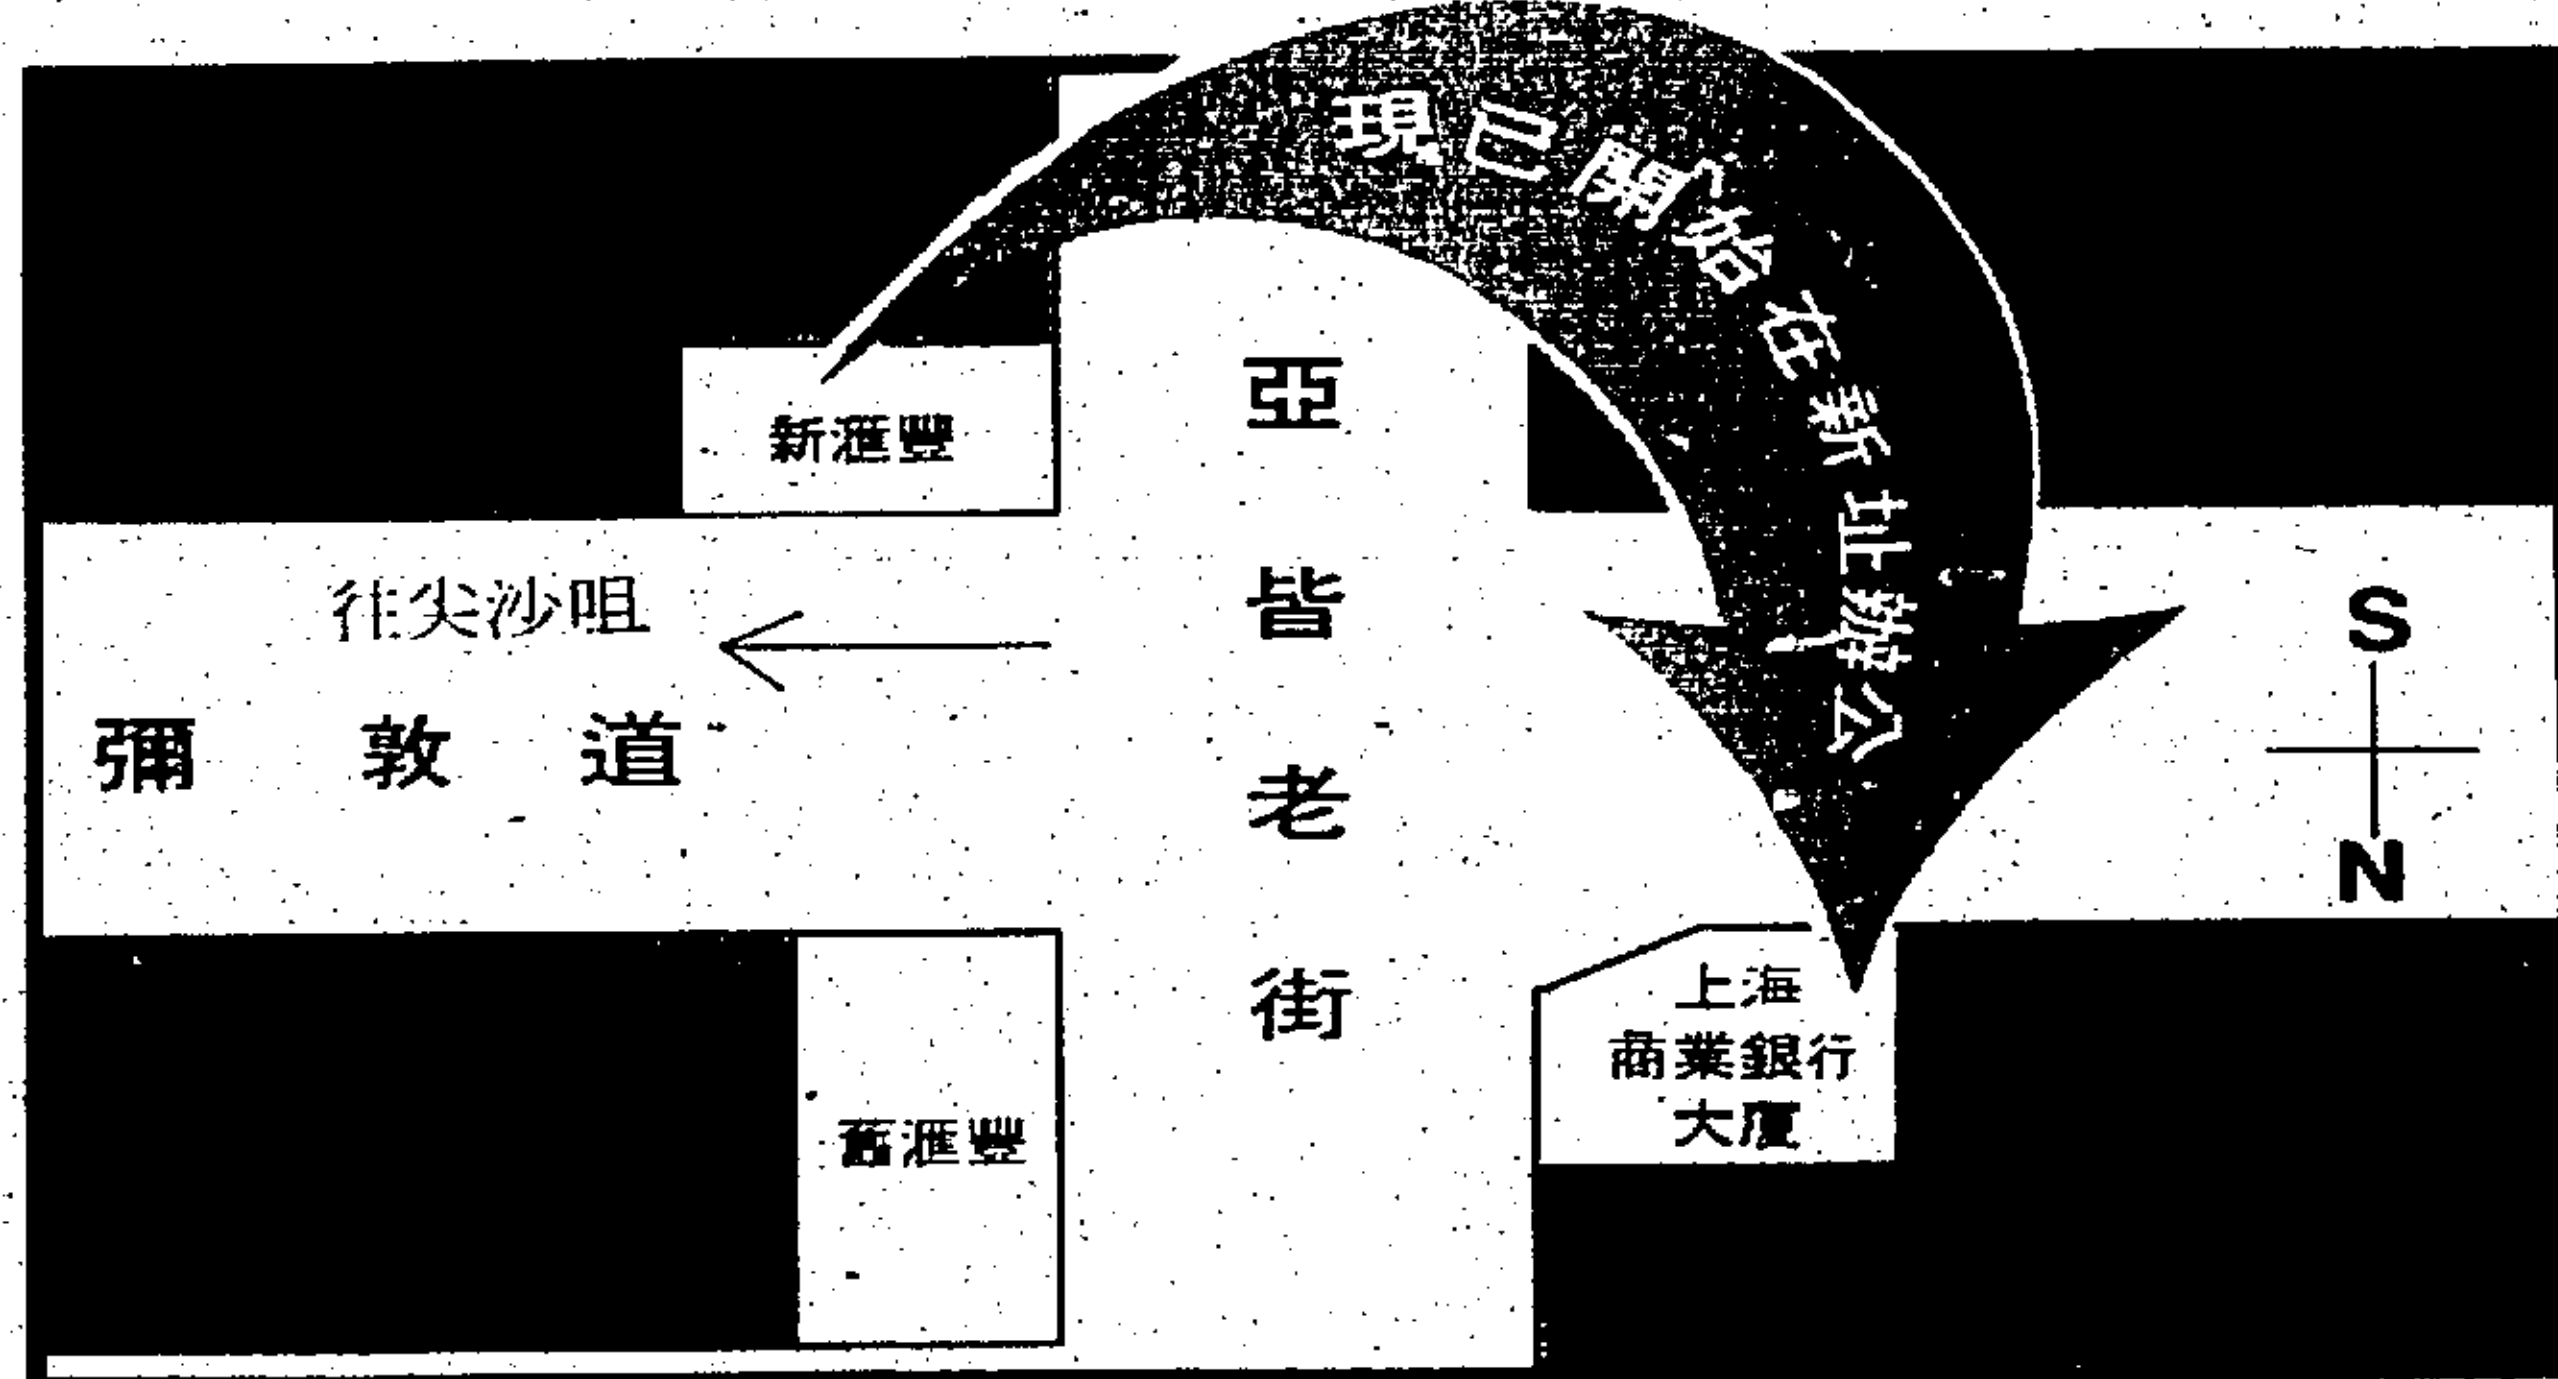 現已開始在新址辦公
新滙豐
亞皆老街
往尖沙咀
彌敦道
S
N
舊滙豐
上海
商業銀行
大廈